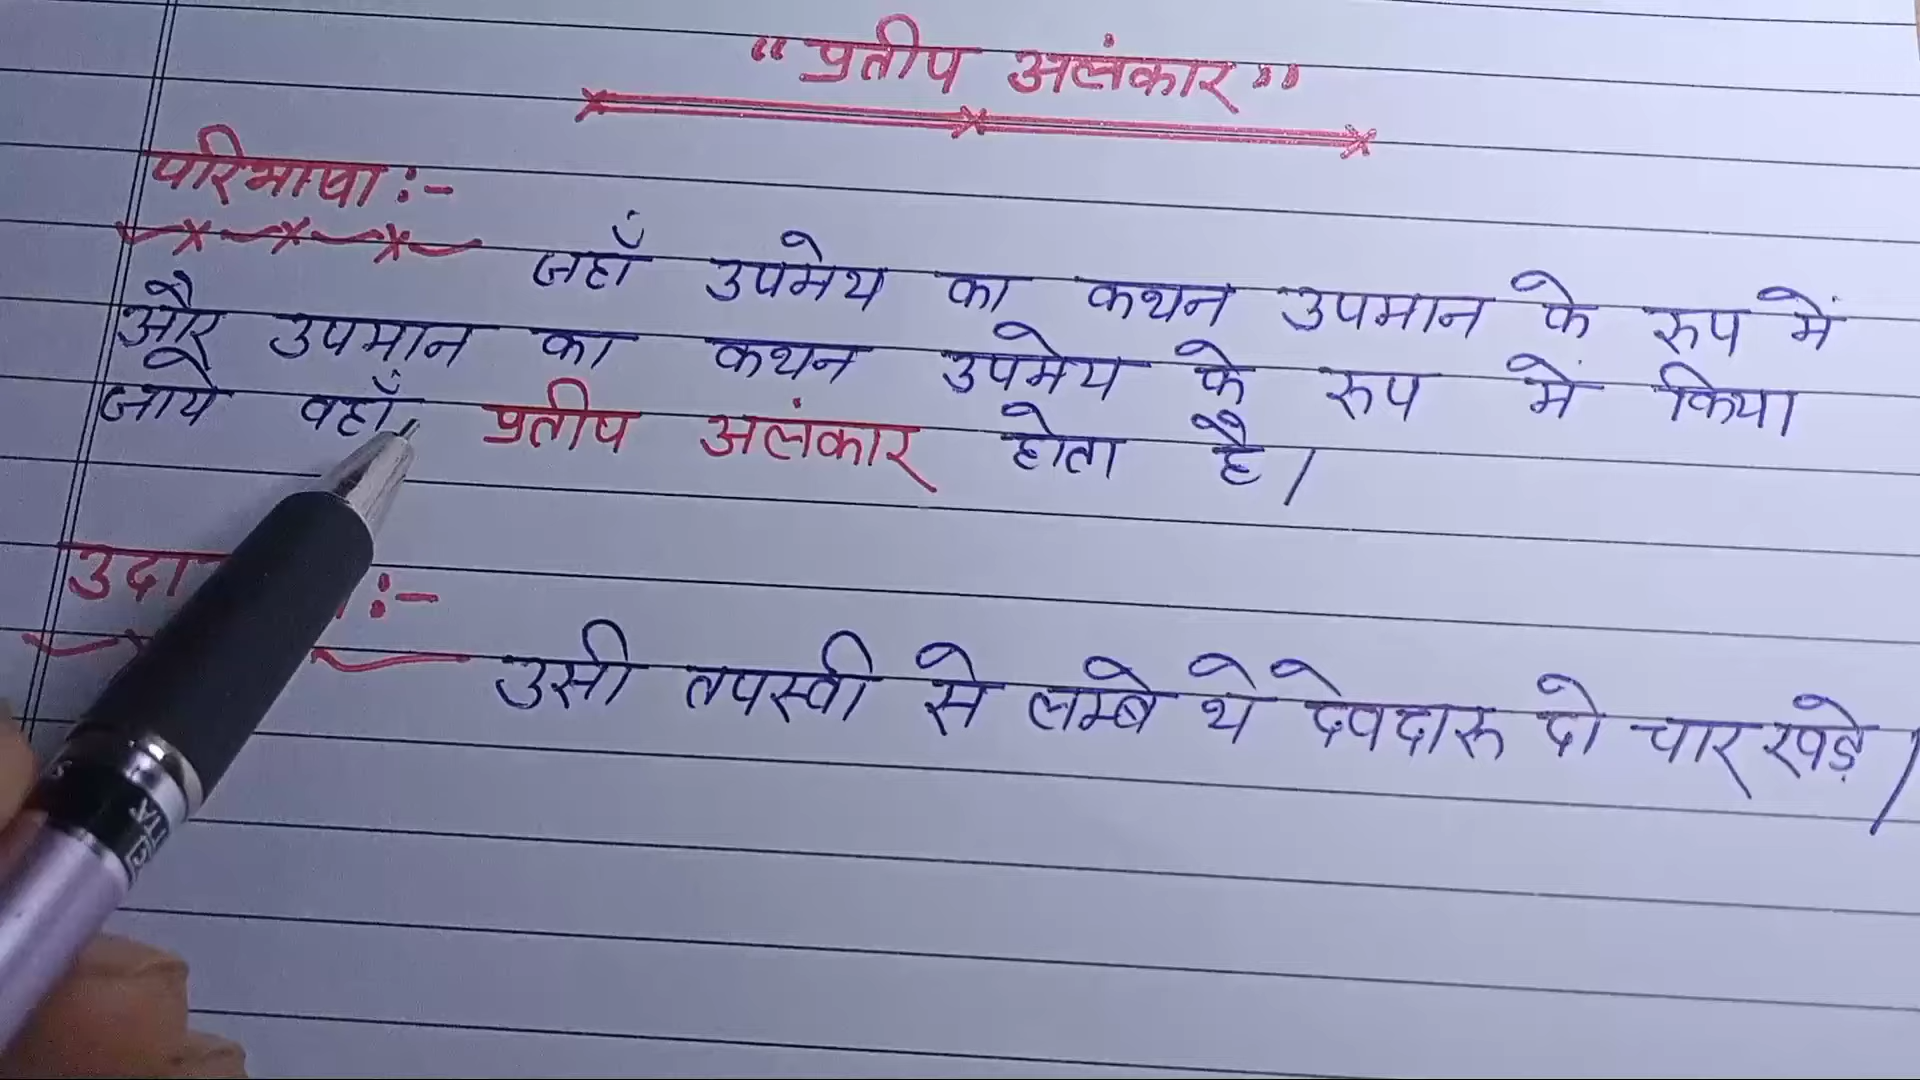 “प्रतीप अलंकार”
परिभाषा :-
जहाँ उपमेय का कथन उपमान के रुप में
और उपमान का कथन उपमेय के रुप में किया
जाये वहाँ प्रतीप अलंकार होता है।
:-
उसी तपस्वी से लम्बे थे देवदारू दो चार खड़े।